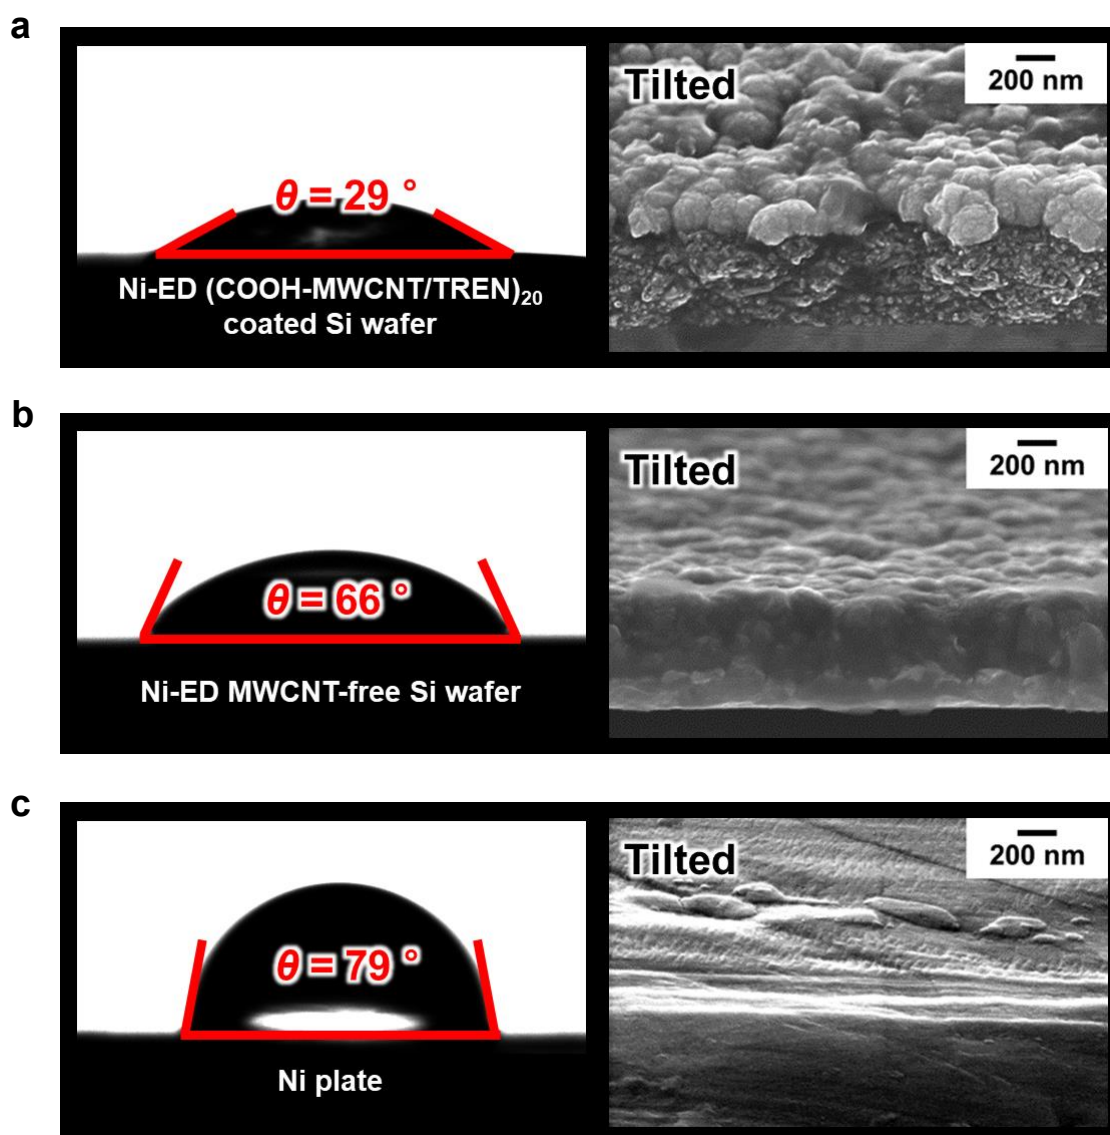 a
θ = 29 °
Ni-ED (COOH-MWCNT/TREN)₂₀
coated Si wafer
Tilted
200 nm
b
θ = 66 °
Ni-ED MWCNT-free Si wafer
Tilted
200 nm
c
θ = 79 °
Ni plate
Tilted
200 nm